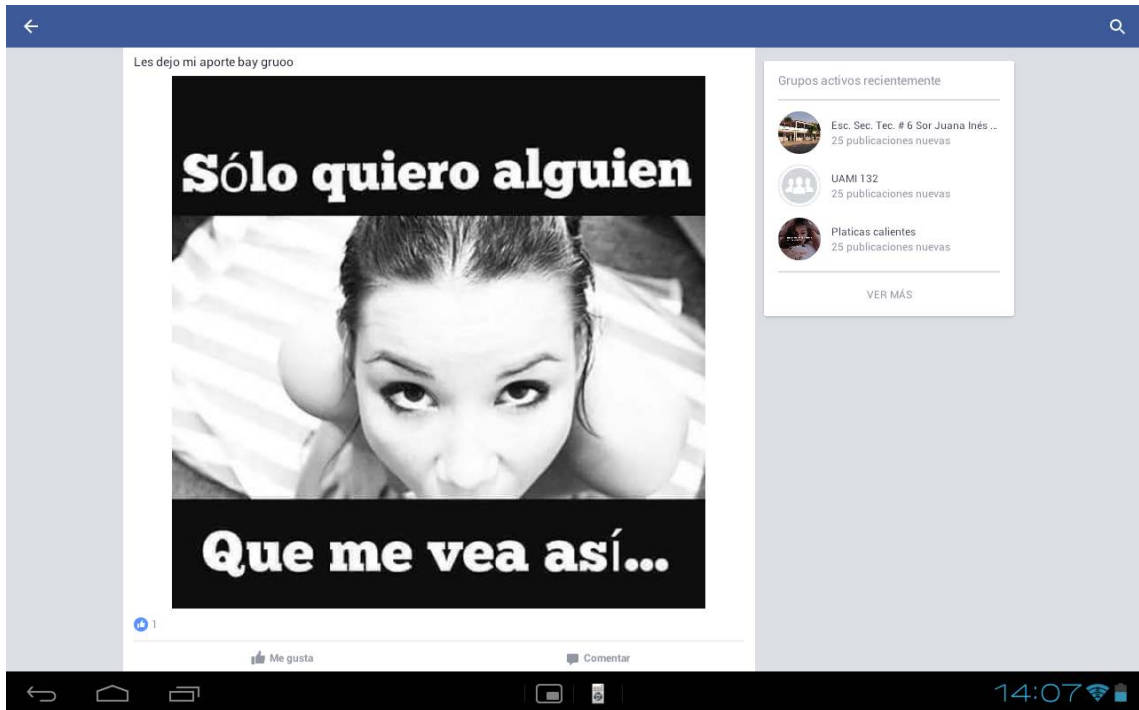 Les dejo mi aporte bay gruoo
Sólo quiero alguien
Que me vea así...
1
Me gusta
Comentar
Grupos activos recientemente
Esc. Sec. Tec. # 6 Sor Juana Inés ...
25 publicaciones nuevas
UAMI 132
25 publicaciones nuevas
Platicas calientes
25 publicaciones nuevas
VER MÁS
14:07